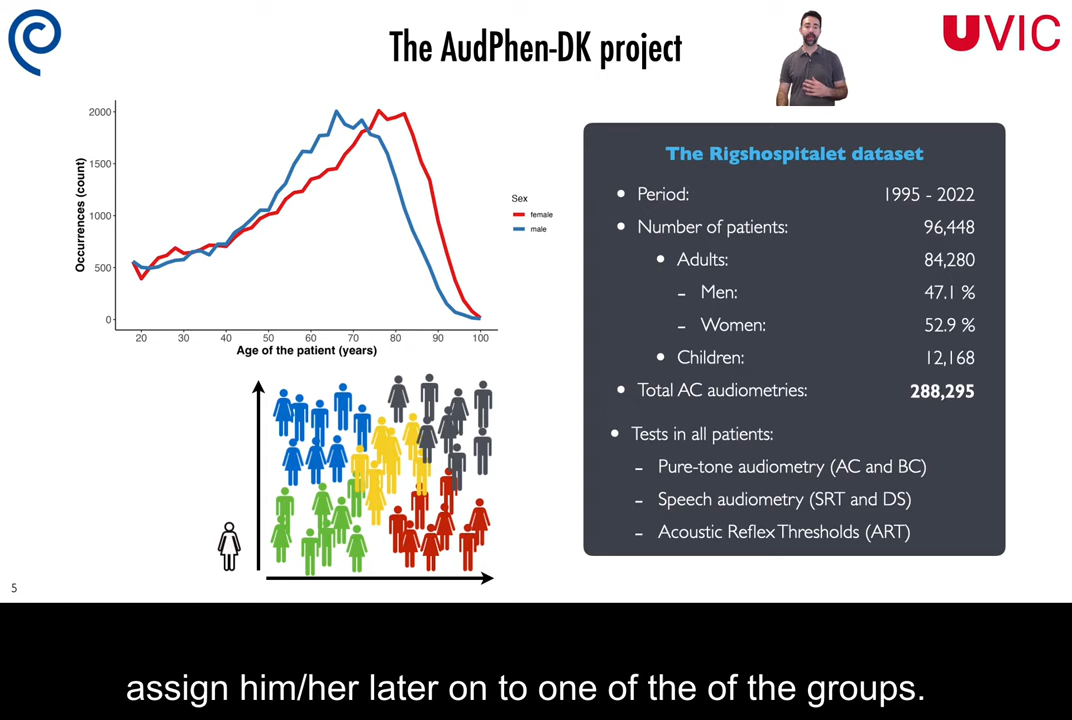 The AudPhen-DK project
UVIC
2000
1500
1000
500
0
Occurrences (count)
20 30 40 50 60 70 80 90 100
Age of the patient (years)
Sex
female
male
The Rigshospitalet dataset
• Period: 1995 - 2022
• Number of patients: 96,448
• Adults: 84,280
- Men: 47.1 %
- Women: 52.9 %
• Children: 12,168
• Total AC audiometries: 288,295
• Tests in all patients:
- Pure-tone audiometry (AC and BC)
- Speech audiometry (SRT and DS)
- Acoustic Reflex Thresholds (ART)
5
assign him/her later on to one of the of the groups.